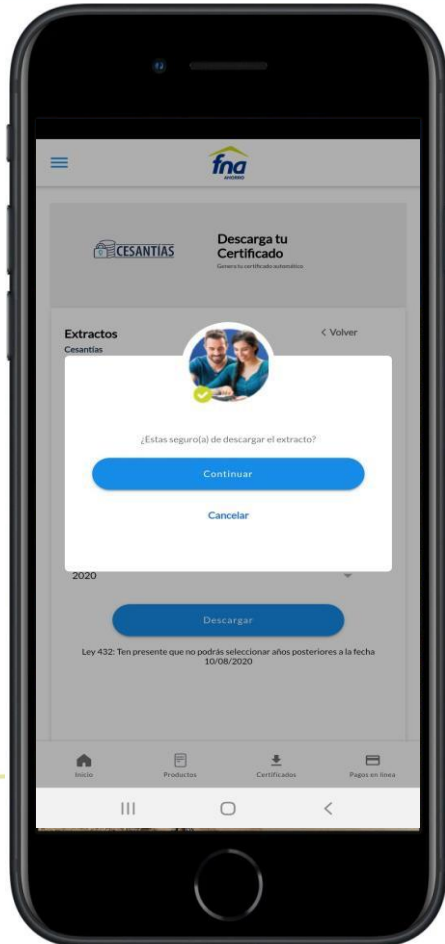 fna
AHORRO
CESANTIAS
Descarga tu
Certificado
Genera tu certificado automático
Extractos
< Volver
Cesantías
¿Estas seguro(a) de descargar el extracto?
Continuar
Cancelar
2020
Descargar
Ley 432: Ten presente que no podrás seleccionar años posteriores a la fecha
10/08/2020
Inicio
Productos
Certificados
Pagos en línea